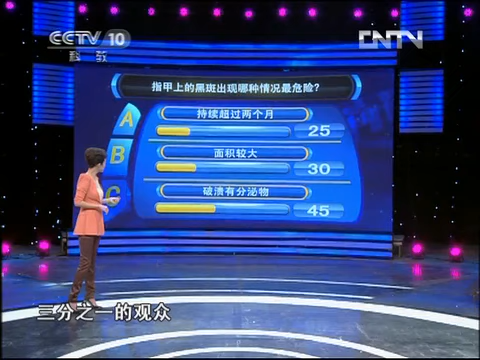 CCTV 10
科教
CNTV
指甲上的黑斑出现哪种情况最危险?
A
持续超过两个月
25
B
面积较大
30
C
破溃有分泌物
45
三分之一的观众